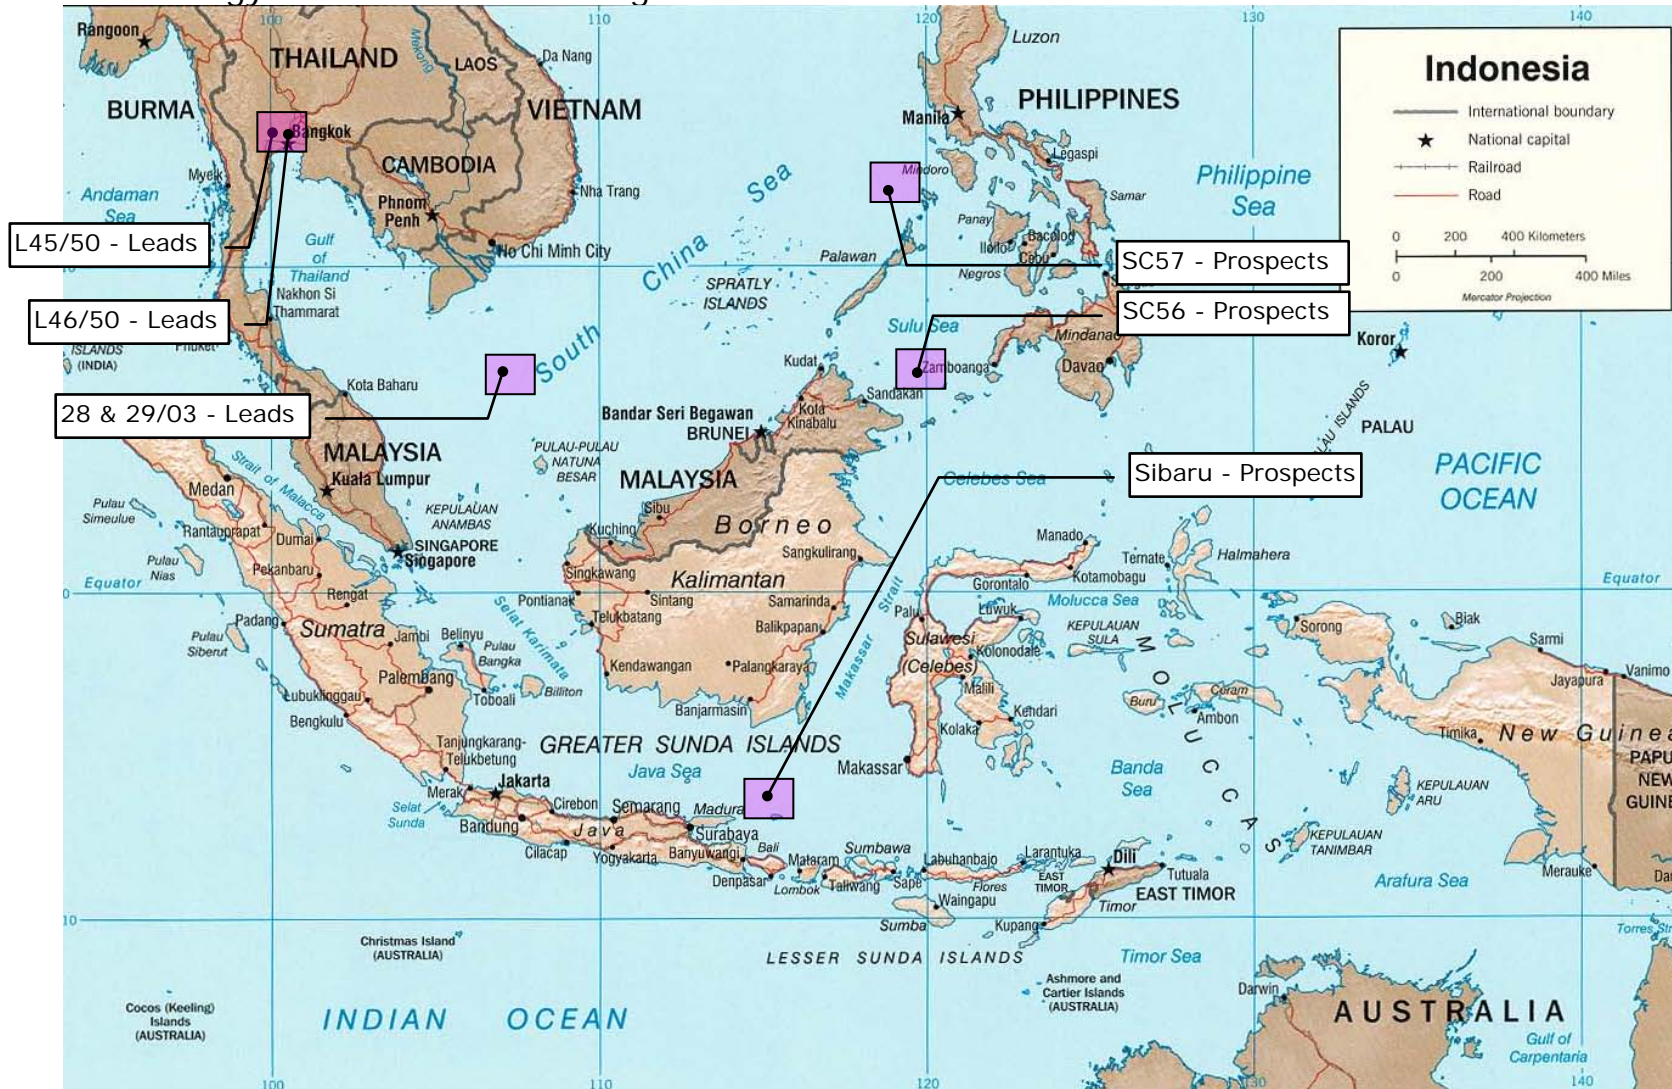 100
110
120
130
140
Rangoon
THAILAND
LAOS
Da Nang
Mekong
Luzon
BURMA
VIETNAM
PHILIPPINES
Manila
Bangkok
CAMBODIA
Legaspi
Mindoro
Myeik
Nha Trang
Samar
Philippine
Sea
Andaman
Sea
Phnom
Penh
South
China
Sea
Panay
L45/50 - Leads
Gulf
of
Thailand
Ho Chi Minh City
Palawan
Iloilo
Bacolod
Cebu
Negros
SC57 - Prospects
SPRATLY
ISLANDS
Nakhon Si
Thammarat
L46/50 - Leads
SC56 - Prospects
Sulu Sea
Mindanao
Phuket
ISLANDS
(INDIA)
Kudat
Zamboanga
Davao
Koror
Kota Baharu
Sandakan
28 & 29/03 - Leads
Bandar Seri Begawan
BRUNEI
Kota
Kinabalu
PALAU
MALAYSIA
PULAU-PULAU
NATUNA
BESAR
Strait of Malacca
Kuala Lumpur
MALAYSIA
Celebes Sea
Sibaru - Prospects
PACIFIC
OCEAN
Medan
Pulau
Simeulue
KEPULAUAN
ANAMBAS
Sibu
Borneo
Kuching
Rantauprapat
Dumai
SINGAPORE
Singapore
Sangkulirang
Manado
Ternate
Halmahera
Pulau
Nias
Pekanbaru
Singkawang
Kalimantan
Gorontalo
Kotamobagu
Equator
Equator
0
Rengat
Pontianak
Sintang
Samarinda
Strait
Makassar
Molucca Sea
Padang
Sumatra
Selat Karimata
Telukbatang
Balikpapan
Palu
Luwuk
KEPULAUAN
SULA
Sorong
Biak
Pulau
Siberut
Jambi
Belinyu
Pulau
Bangka
Sulawesi
(Celebes)
Kolonodale
Sarmi
Kendawangan
Palangkaraya
Malili
Vanimo
Jayapura
Palembang
Toboali
Billiton
Lubuklinggau
Bengkulu
Banjarmasin
Kolaka
Kendari
Buru
Ceram
Ambon
MOLUCCAS
Timika
New Guinea
Tanjungkarang-
Telukbetung
GREATER SUNDA ISLANDS
Java Sea
Makassar
Banda
Sea
KEPULAUAN
ARU
Jakarta
Merak
Selat
Sunda
Cirebon
Semarang
Madura
Bandung
Java
Surabaya
KEPULAUAN
TANIMBAR
Cilacap
Yogyakarta
Banyuwangi
Bali
Denpasar
Mataram
Lombok
Sumbawa
Taliwang
Sape
Labuhanbajo
Flores
Larantuka
Dili
EAST
TIMOR
Tutuala
EAST TIMOR
Timor
Waingapu
Sumba
Kupang
Arafura Sea
Merauke
10
Christmas Island
(AUSTRALIA)
LESSER SUNDA ISLANDS
Timor Sea
Ashmore and
Cartier Islands
(AUSTRALIA)
Darwin
AUSTRALIA
Cocos (Keeling)
Islands
(AUSTRALIA)
INDIAN OCEAN
Gulf of
Carpentaria
100
110
120
130
140
Indonesia
International boundary
National capital
Railroad
Road
0 200 400 Kilometers
0 200 400 Miles
Mercator Projection